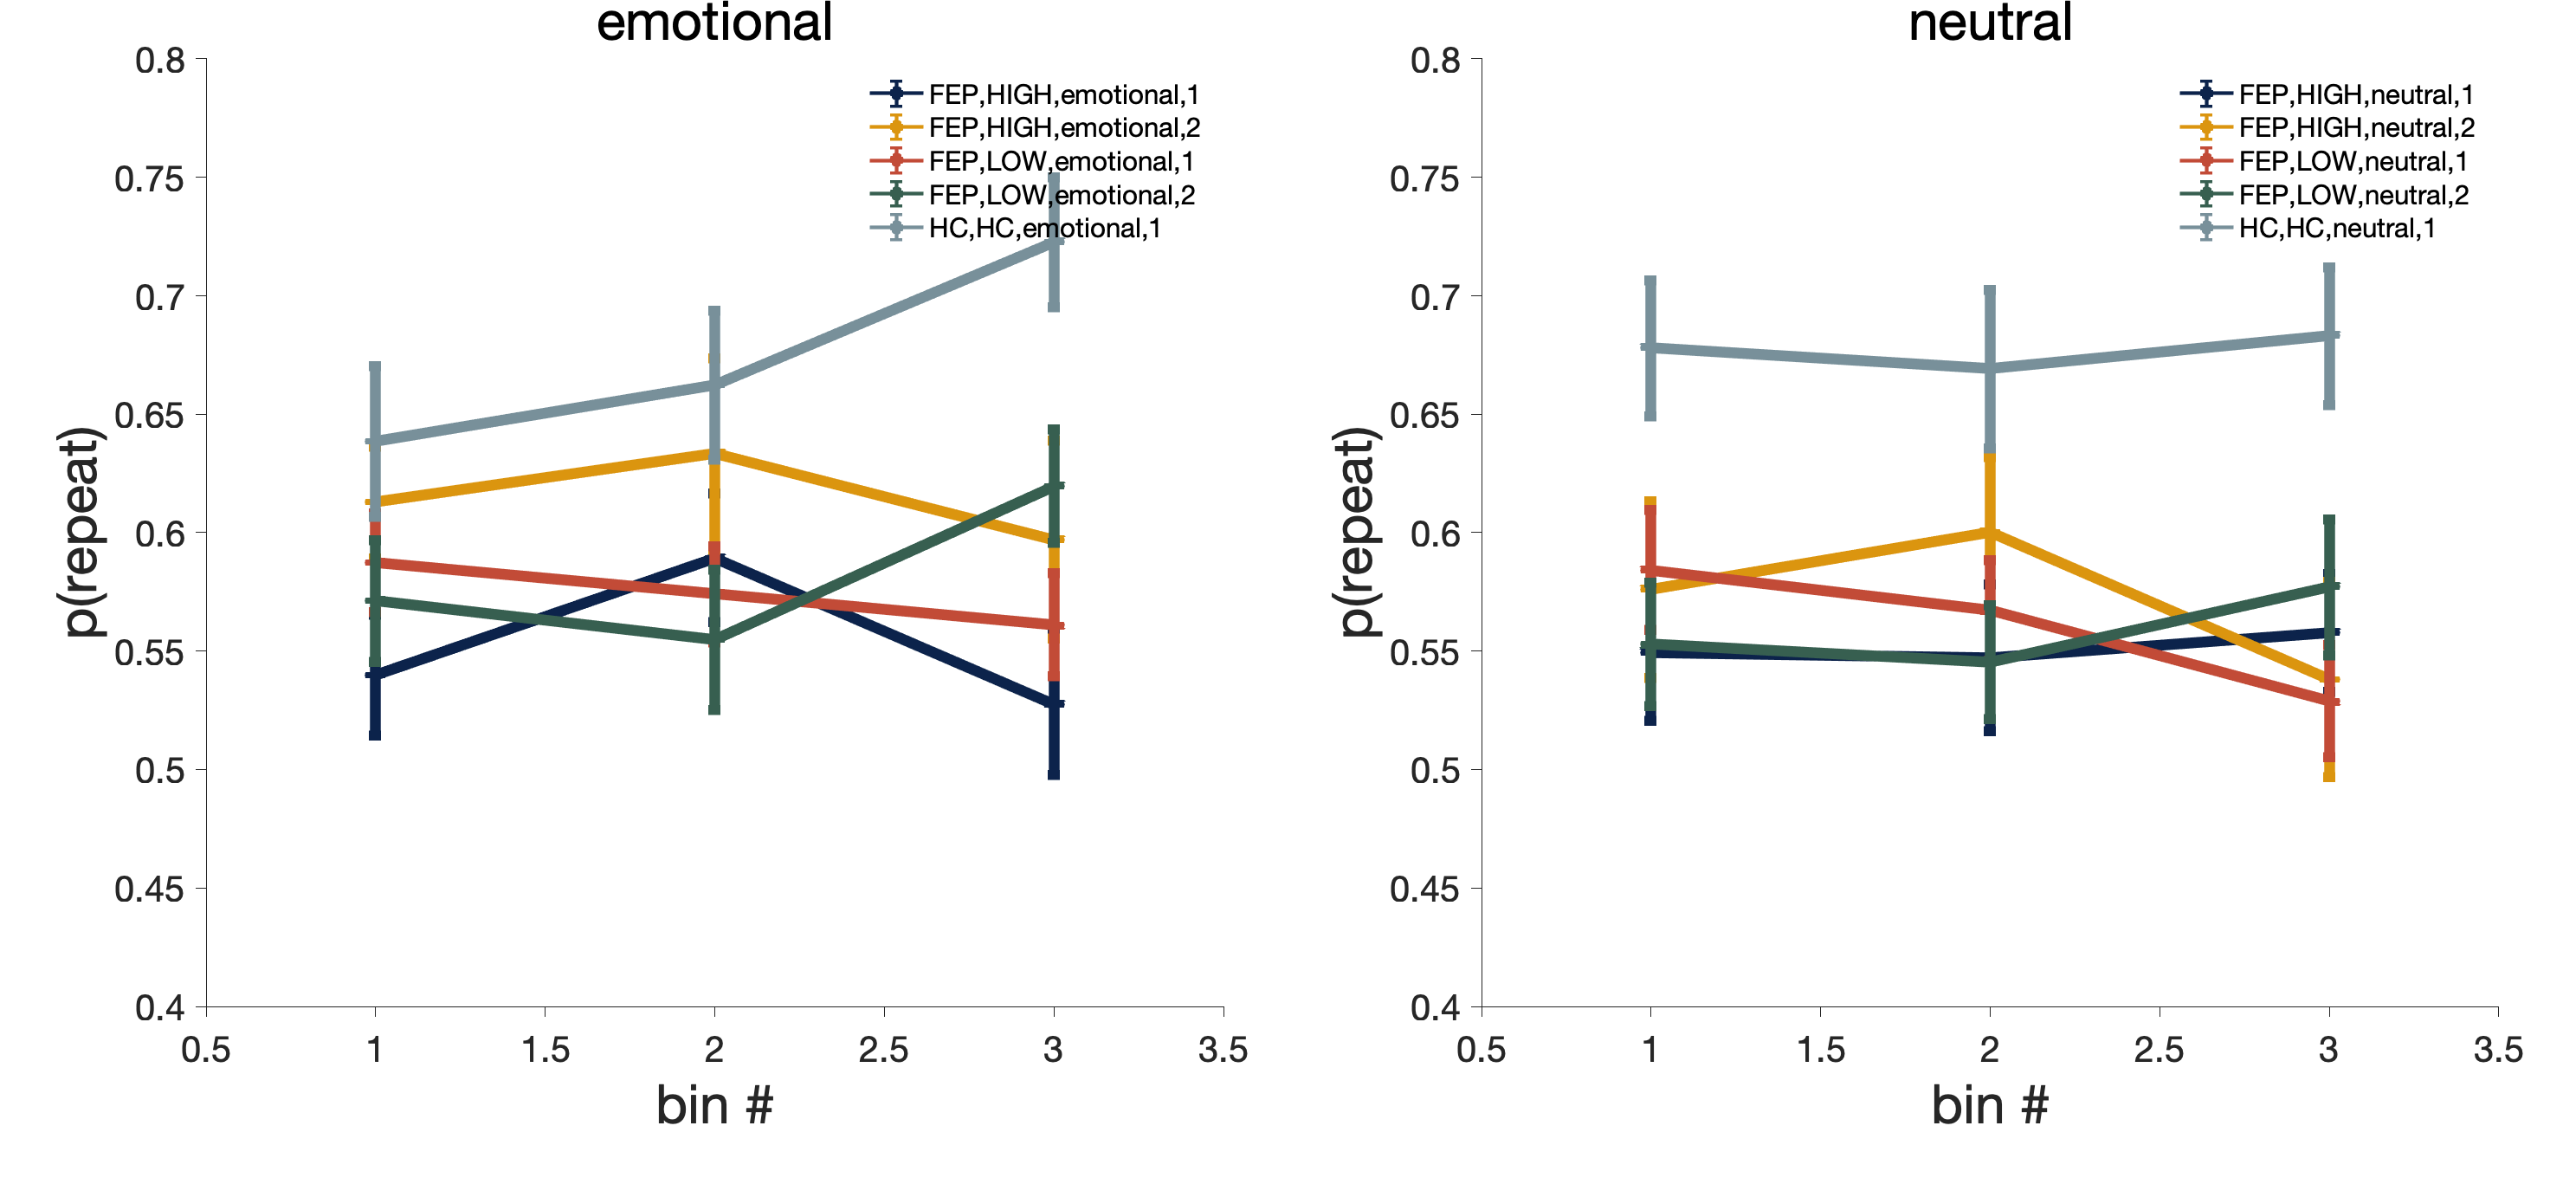 emotional
0.8
0.75
0.7
0.65
0.6
0.55
0.5
0.45
0.4
p(repeat)
FEP,HIGH,emotional,1
FEP,HIGH,emotional,2
FEP,LOW,emotional,1
FEP,LOW,emotional,2
HC,HC,emotional,1
0.5 1 1.5 2 2.5 3 3.5
bin #
neutral
0.8
0.75
0.7
0.65
0.6
0.55
0.5
0.45
0.4
p(repeat)
FEP,HIGH,neutral,1
FEP,HIGH,neutral,2
FEP,LOW,neutral,1
FEP,LOW,neutral,2
HC,HC,neutral,1
0.5 1 1.5 2 2.5 3 3.5
bin #